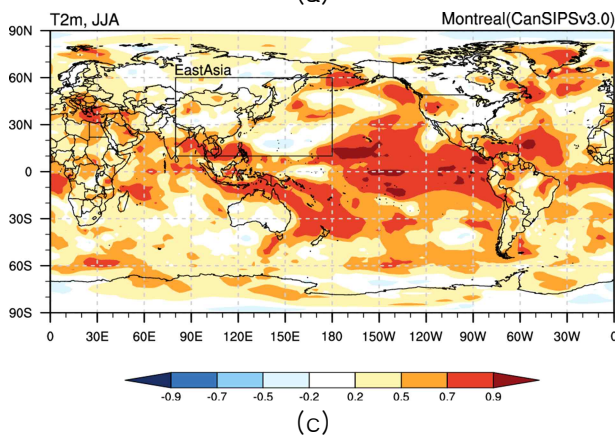 T2m, JJA Montreal(CanSIPSv3.0)
90N
60N
30N
0
30S
60S
90S
EastAsia
0 30E 60E 90E 120E 150E 180 150W 120W 90W 60W 30W 0
-0.9 -0.7 -0.5 -0.2 0.2 0.5 0.7 0.9
(c)